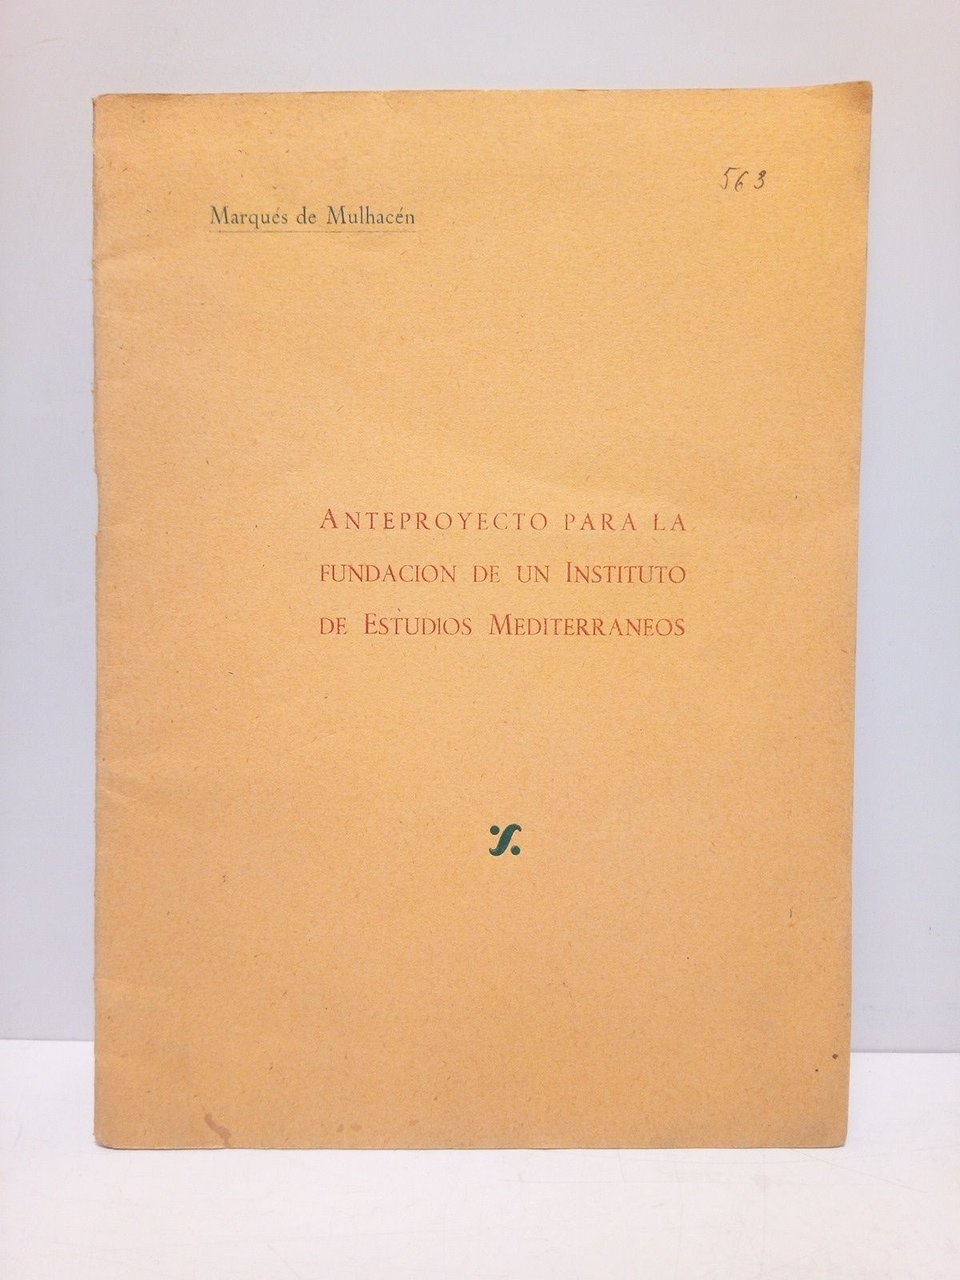 563
Marqués de Mulhacén
ANTEPROYECTO PARA LA
FUNDACION DE UN INSTITUTO
DE ESTUDIOS MEDITERRANEOS